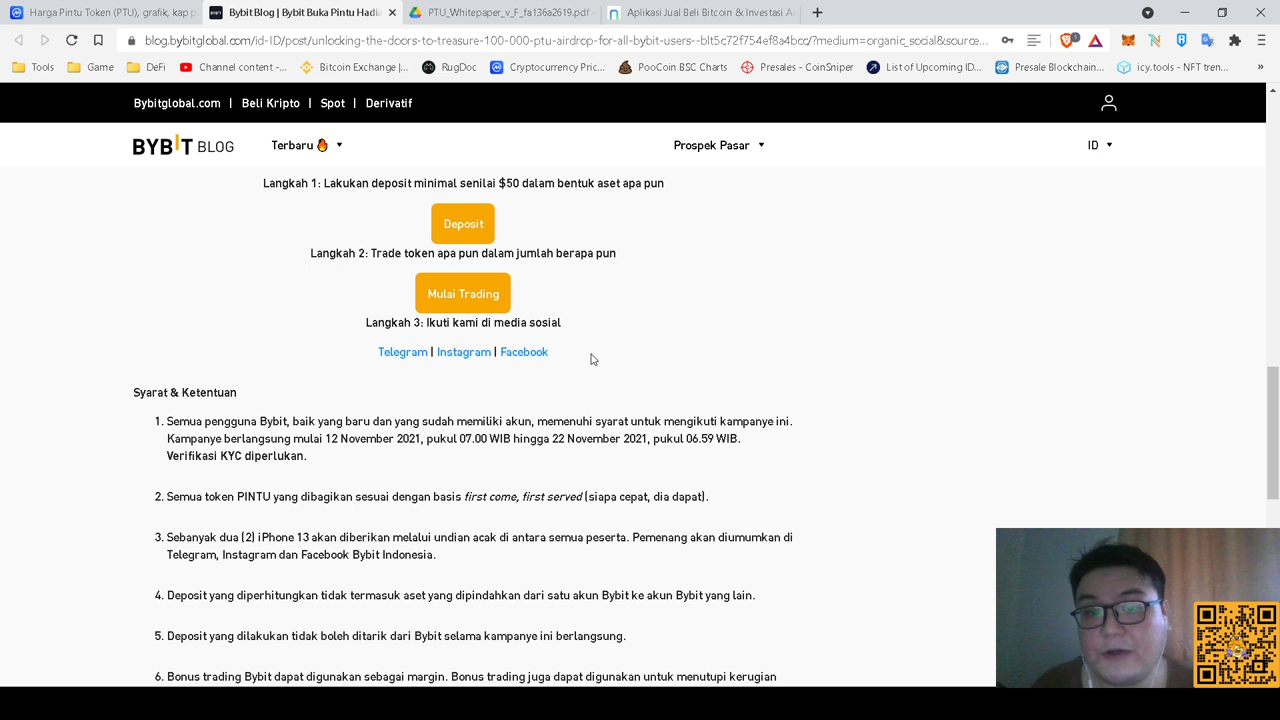 Harga Pintu Token (PTU), grafik, kap p
Bybit Blog | Bybit Buka Pintu Hadia
PTU_Whitepaper_v_F_fa136a2619.pdf
Aplikasi Jual Beli Bitcoin & Investasi A
blog.bybitglobal.com/id-ID/post/unlocking-the-doors-to-treasure-100-000-ptu-airdrop-for-all-bybit-users--blt5c72f754ef8a4bcc/?medium=organic_social&source...
Tools
Game
DeFi
Channel content -...
Bitcoin Exchange |...
RugDoc
Cryptocurrency Pric...
PooCoin BSC Charts
Presales - CoinSniper
List of Upcoming ID...
Presale Blockchain...
icy.tools - NFT tren...
Bybitglobal.com | Beli Kripto | Spot | Derivatif
BYBIT BLOG
Terbaru
Prospek Pasar
ID
Langkah 1: Lakukan deposit minimal senilai $50 dalam bentuk aset apa pun
Deposit
Langkah 2: Trade token apa pun dalam jumlah berapa pun
Mulai Trading
Langkah 3: Ikuti kami di media sosial
Telegram | Instagram | Facebook
Syarat & Ketentuan
1. Semua pengguna Bybit, baik yang baru dan yang sudah memiliki akun, memenuhi syarat untuk mengikuti kampanye ini.
Kampanye berlangsung mulai 12 November 2021, pukul 07.00 WIB hingga 22 November 2021, pukul 06.59 WIB.
Verifikasi KYC diperlukan.
2. Semua token PINTU yang dibagikan sesuai dengan basis first come, first served (siapa cepat, dia dapat).
3. Sebanyak dua (2) iPhone 13 akan diberikan melalui undian acak di antara semua peserta. Pemenang akan diumumkan di
Telegram, Instagram dan Facebook Bybit Indonesia.
4. Deposit yang diperhitungkan tidak termasuk aset yang dipindahkan dari satu akun Bybit ke akun Bybit yang lain.
5. Deposit yang dilakukan tidak boleh ditarik dari Bybit selama kampanye ini berlangsung.
6. Bonus trading Bybit dapat digunakan sebagai margin. Bonus trading juga dapat digunakan untuk menutupi kerugian